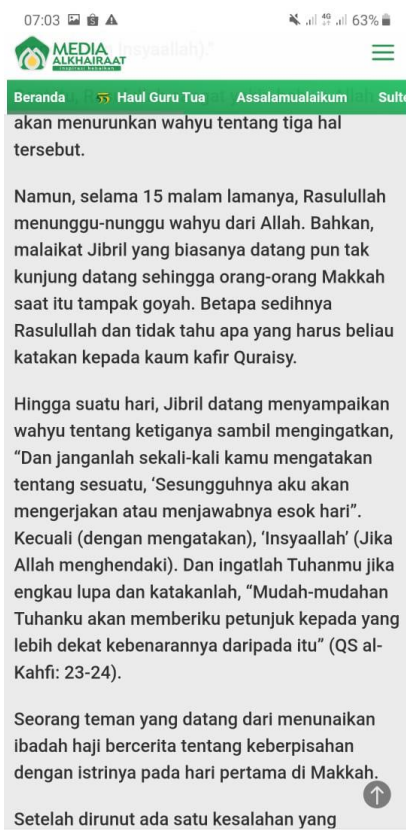 07:03 4G 63%
MEDIA
ALKHAIRAAT
Inspirasi Kebaikan
Insyaallah)."
Beranda 55 Haul Guru Tua Assalamualaikum Sulte
akan menurunkan wahyu tentang tiga hal
tersebut.
Namun, selama 15 malam lamanya, Rasulullah
menunggu-nunggu wahyu dari Allah. Bahkan,
malaikat Jibril yang biasanya datang pun tak
kunjung datang sehingga orang-orang Makkah
saat itu tampak goyah. Betapa sedihnya
Rasulullah dan tidak tahu apa yang harus beliau
katakan kepada kaum kafir Quraisy.
Hingga suatu hari, Jibril datang menyampaikan
wahyu tentang ketiganya sambil mengingatkan,
“Dan janganlah sekali-kali kamu mengatakan
tentang sesuatu, ‘Sesungguhnya aku akan
mengerjakan atau menjawabnya esok hari”.
Kecuali (dengan mengatakan), ‘Insyaallah’ (Jika
Allah menghendaki). Dan ingatlah Tuhanmu jika
engkau lupa dan katakanlah, “Mudah-mudahan
Tuhanku akan memberiku petunjuk kepada yang
lebih dekat kebenarannya daripada itu” (QS al-
Kahfi: 23-24).
Seorang teman yang datang dari menunaikan
ibadah haji bercerita tentang keberpisahan
dengan istrinya pada hari pertama di Makkah.
Setelah dirunut ada satu kesalahan yang